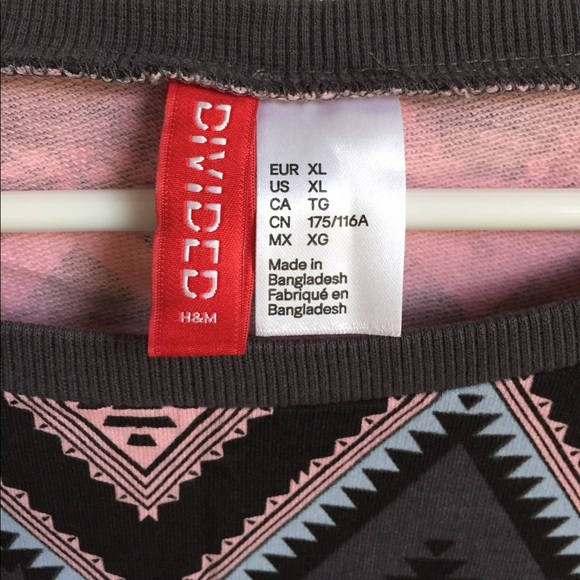 DIVIDED
H&M
EUR XL
US XL
CA TG
CN 175/116A
MX XG
Made in
Bangladesh
Fabriqué en
Bangladesh